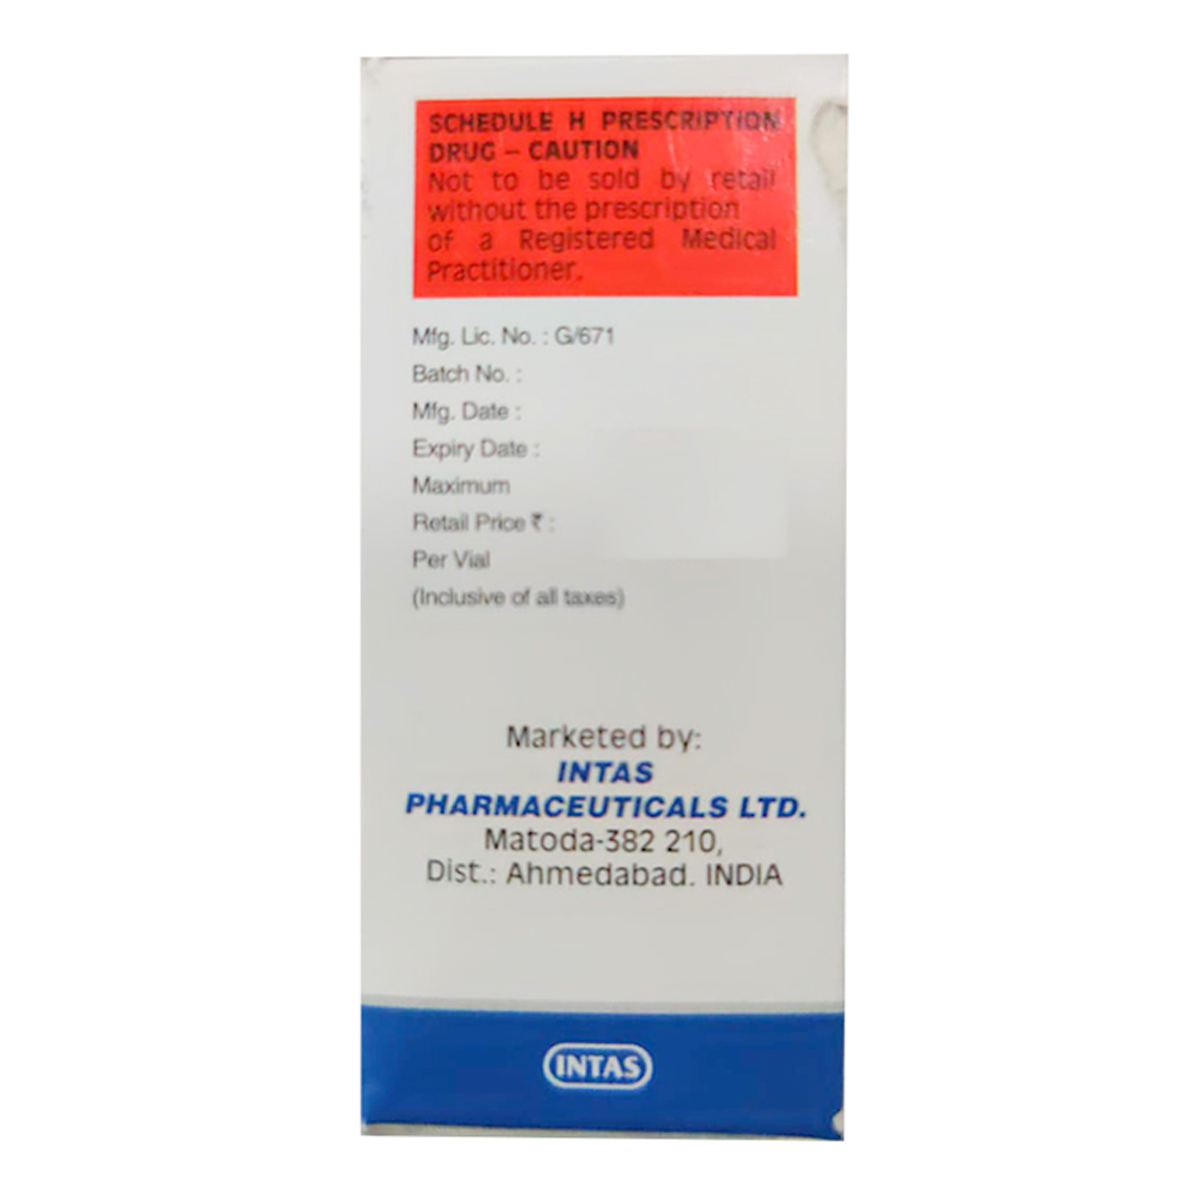 SCHEDULE H PRESCRIPTION
DRUG – CAUTION
Not to be sold by retail
without the prescription
of a Registered Medical
Practitioner.
Mfg. Lic. No. : G/671
Batch No. :
Mfg. Date :
Expiry Date :
Maximum
Retail Price ₹ :
Per Vial
(Inclusive of all taxes)
Marketed by:
INTAS
PHARMACEUTICALS LTD.
Matoda-382 210,
Dist.: Ahmedabad. INDIA
INTAS